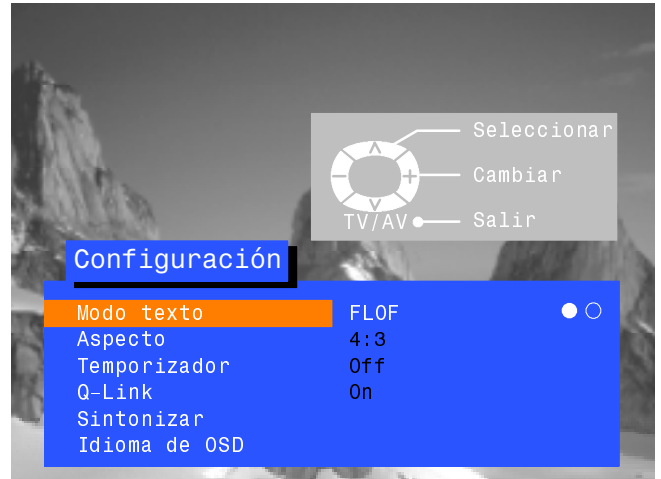 Seleccionar
Cambiar
TV/AV Salir
Configuración
Modo texto FLOF
Aspecto 4:3
Temporizador Off
Q-Link On
Sintonizar
Idioma de OSD